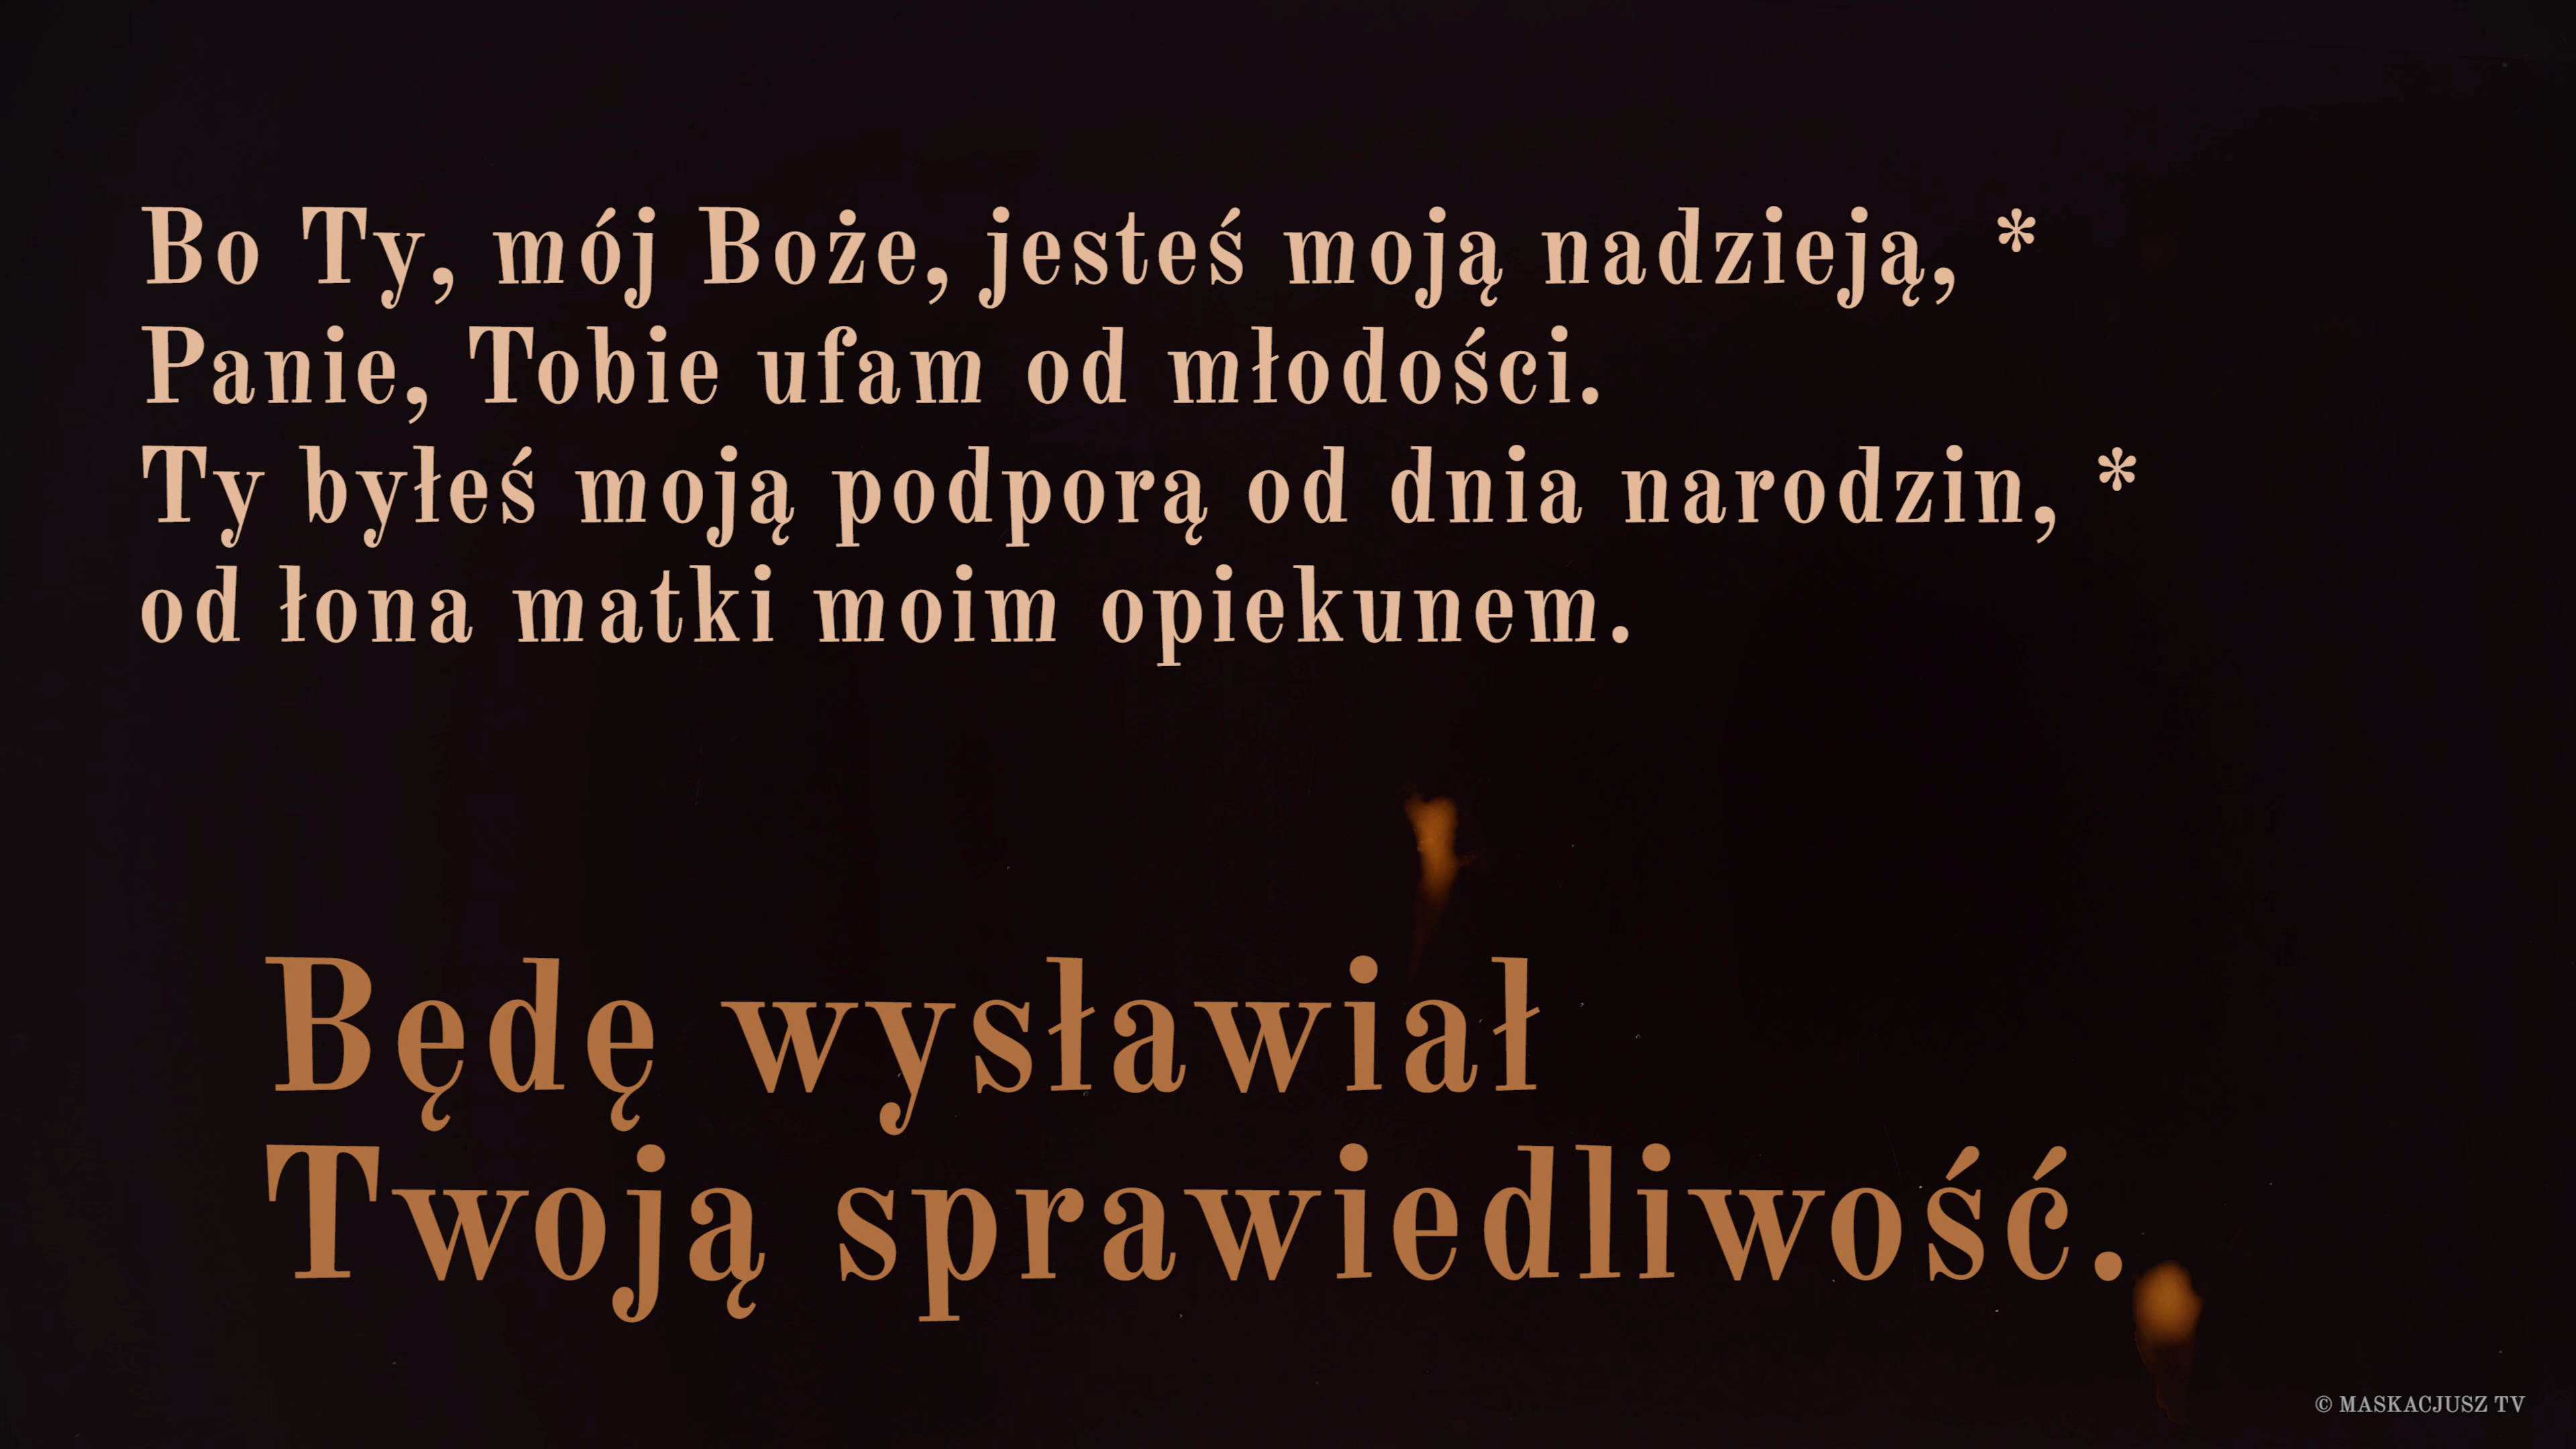 Bo Ty, mój Boże, jesteś moją nadzieją, *
Panie, Tobie ufam od młodości.
Ty byłeś moją podporą od dnia narodzin, *
od łona matki moim opiekunem.
Będę wysławiał
Twoją sprawiedliwość.
© MASKACJUSZ TV